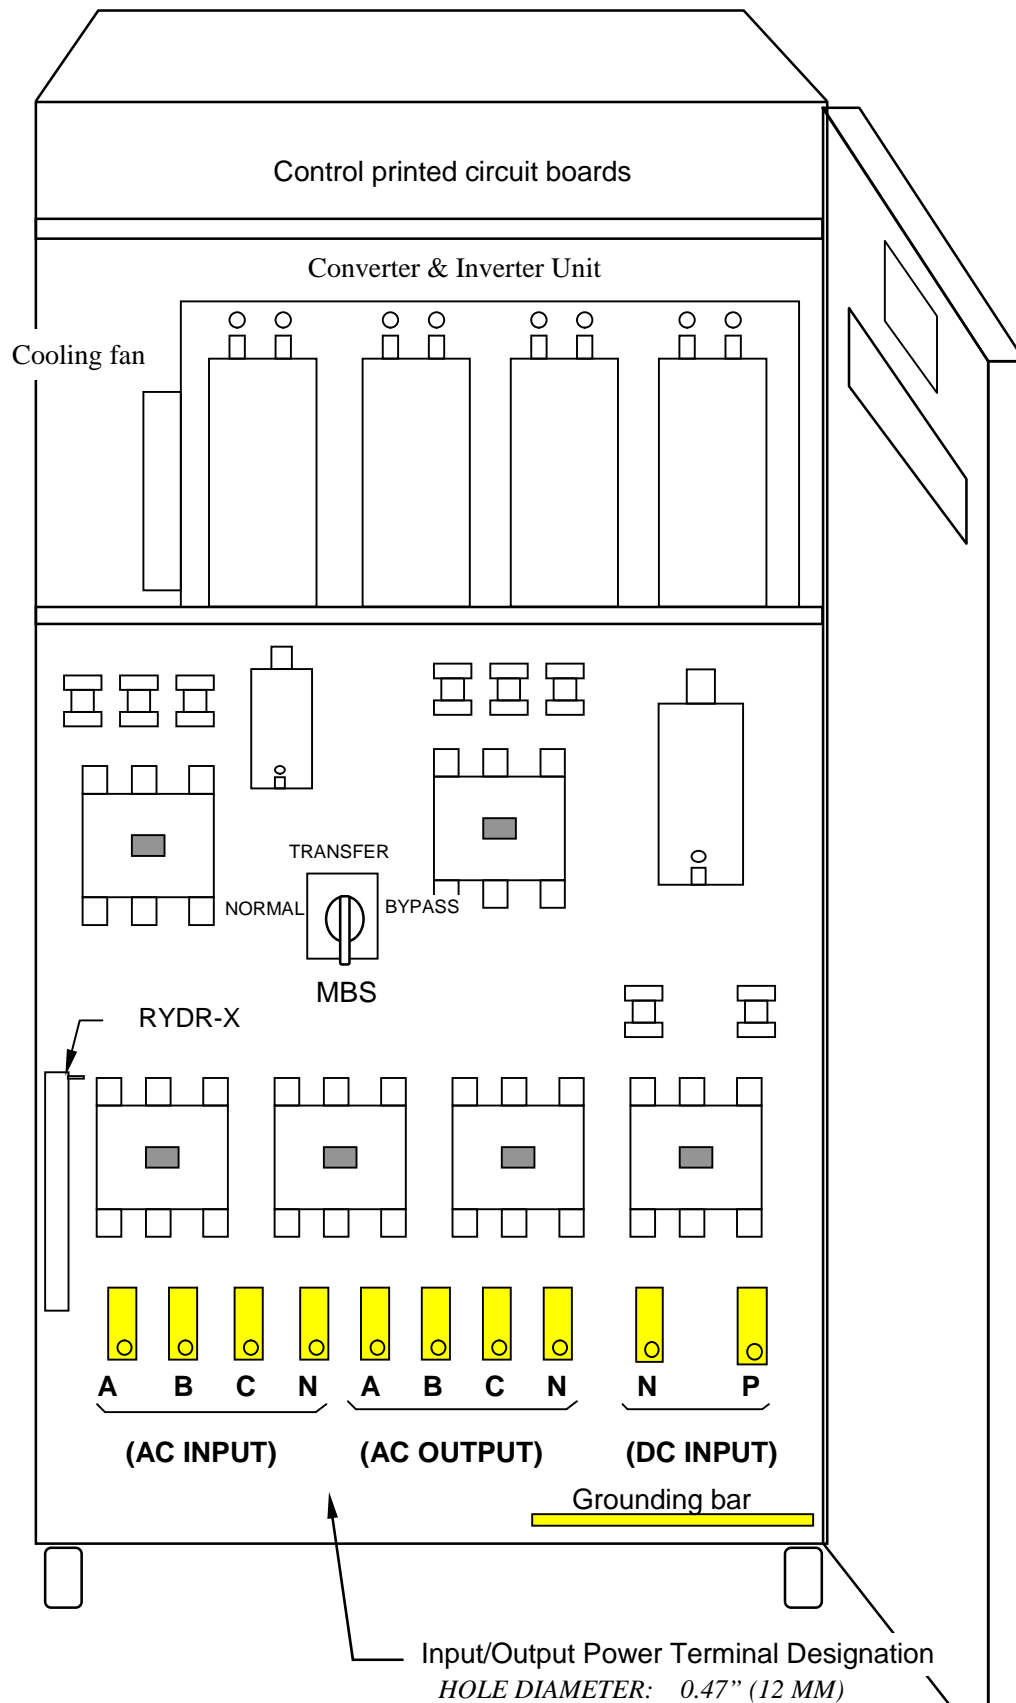 Control printed circuit boards
Converter & Inverter Unit
Cooling fan
TRANSFER
NORMAL
BYPASS
MBS
RYDR-X
A B C N A B C N N P
(AC INPUT) (AC OUTPUT) (DC INPUT)
Grounding bar
Input/Output Power Terminal Designation
HOLE DIAMETER: 0.47” (12 MM)